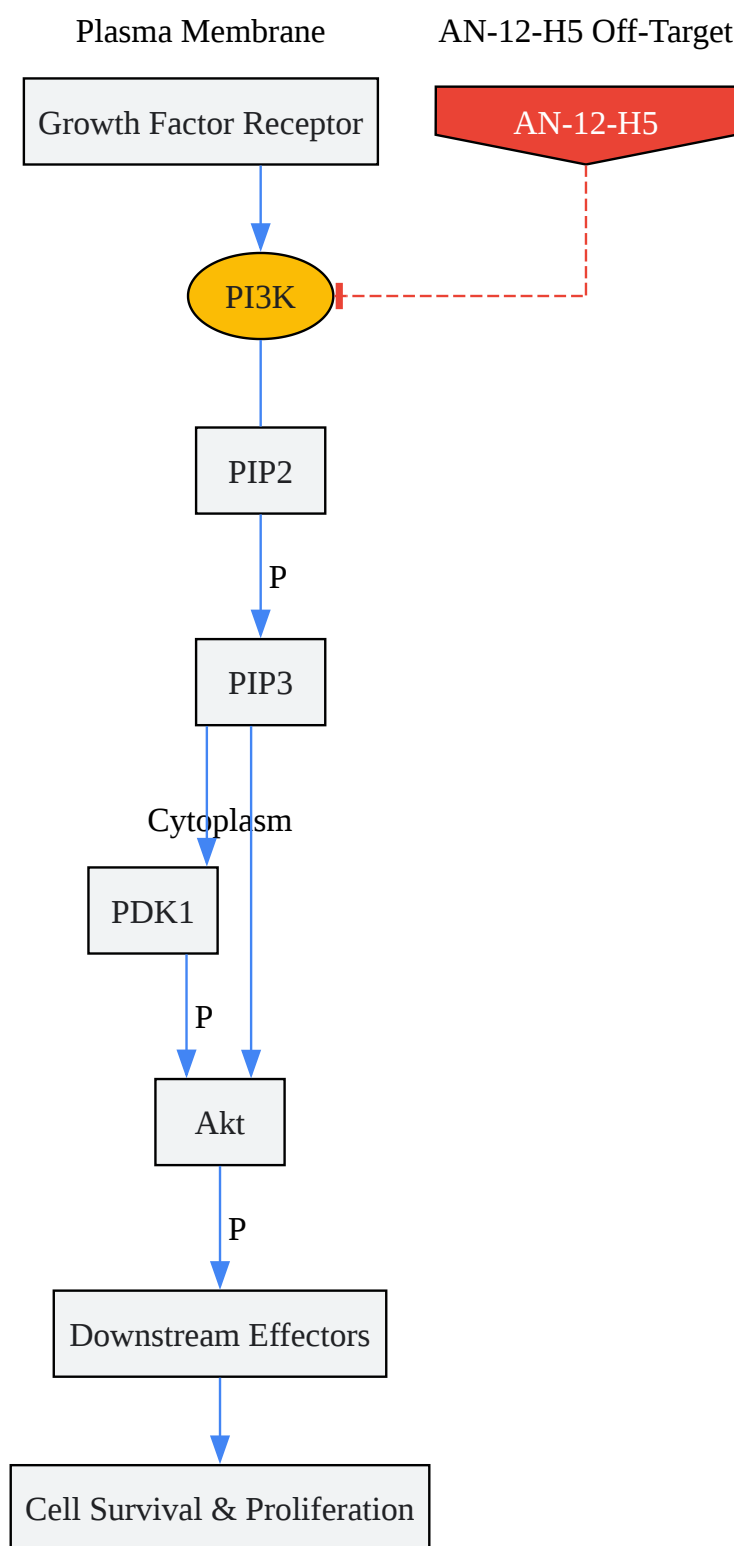 Plasma Membrane
AN-12-H5 Off-Target
Growth Factor Receptor
AN-12-H5
PI3K
PIP2
P
PIP3
Cytoplasm
PDK1
P
Akt
P
Downstream Effectors
Cell Survival & Proliferation